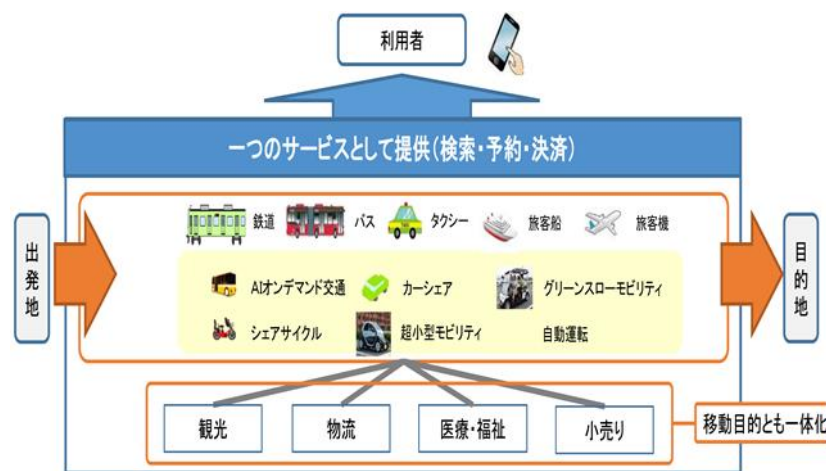 利用者
一つのサービスとして提供(検索・予約・決済)
出発地
鉄道
バス
タクシー
旅客船
旅客機
目的地
AIオンデマンド交通
カーシェア
グリーンスローモビリティ
シェアサイクル
超小型モビリティ
自動運転
観光
物流
医療・福祉
小売り
移動目的とも一体化